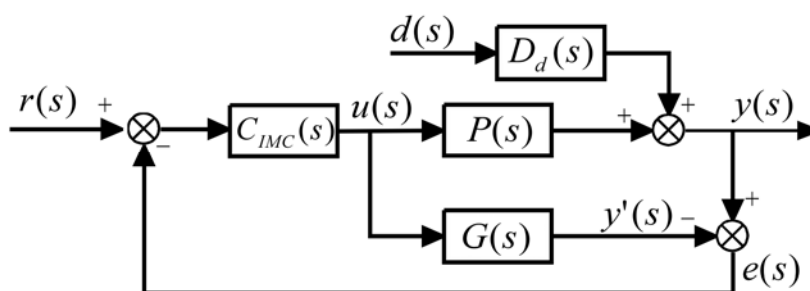 d(s)
D_d(s)
r(s) +
−
C_IMC(s)
u(s)
P(s)
+
+
y(s)
G(s)
y'(s) −
+
e(s)